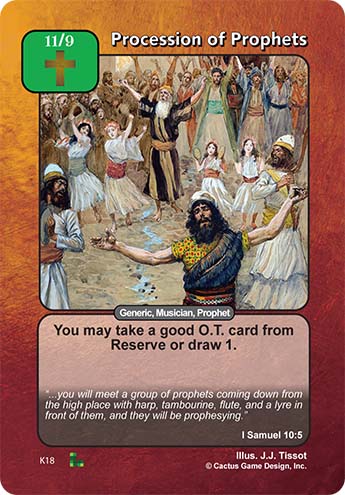 11/9
Procession of Prophets
Generic, Musician, Prophet
You may take a good O.T. card from
Reserve or draw 1.
"...you will meet a group of prophets coming down from
the high place with harp, tambourine, flute, and a lyre in
front of them, and they will be prophesying."
I Samuel 10:5
Illus. J.J. Tissot
K18
© Cactus Game Design, Inc.